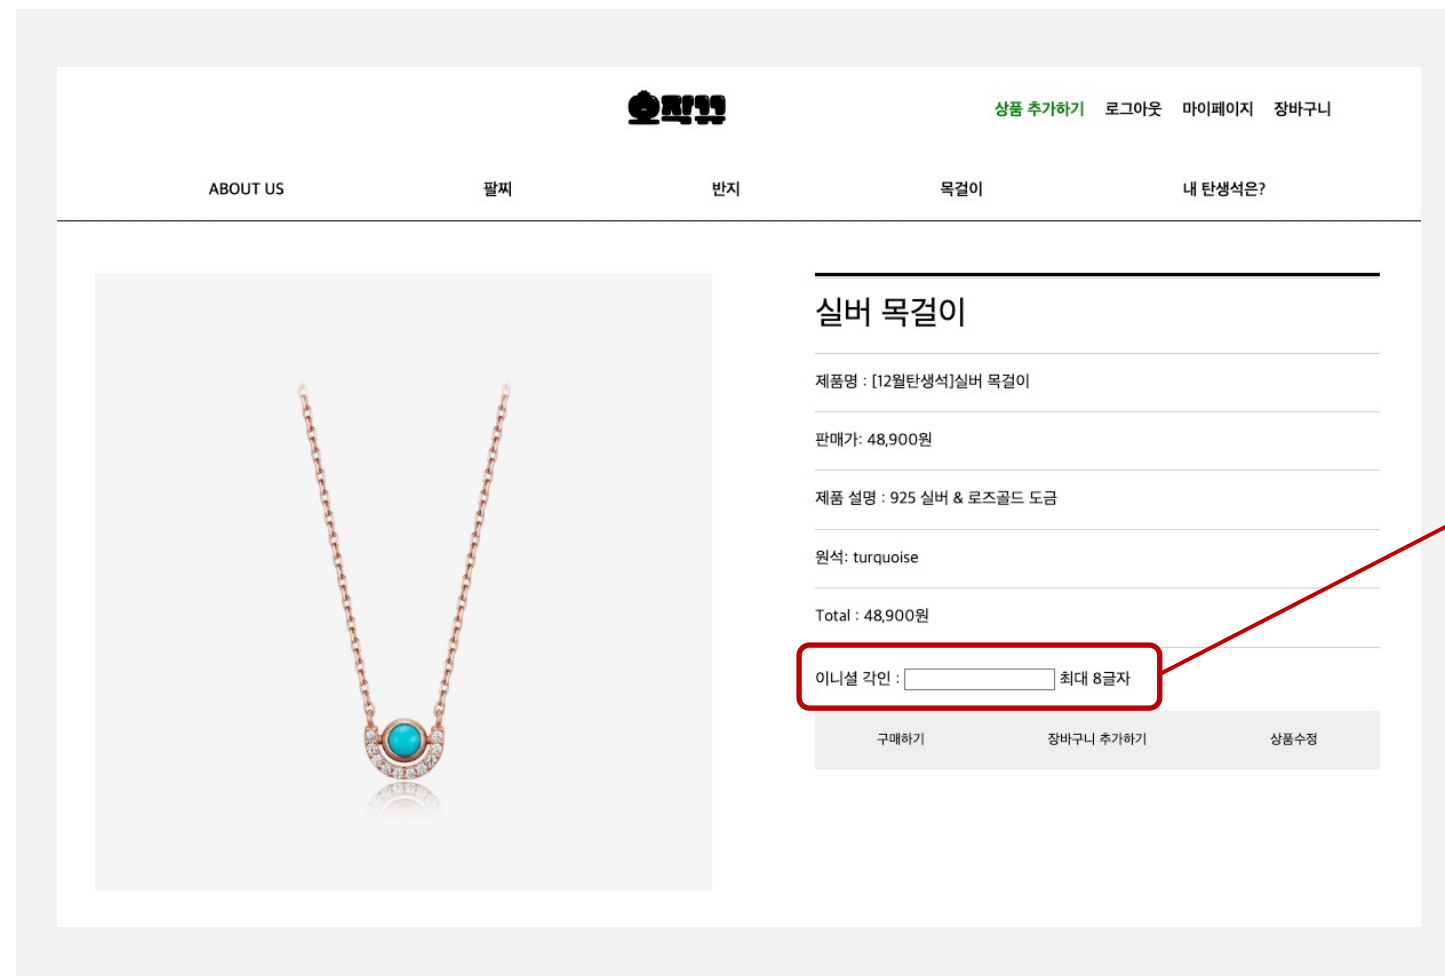 오작뀨
상품 추가하기 로그아웃 마이페이지 장바구니
ABOUT US 팔찌 반지 목걸이 내 탄생석은?
실버 목걸이
제품명 : [12월탄생석]실버 목걸이
판매가: 48,900원
제품 설명 : 925 실버 & 로즈골드 도금
원석: turquoise
Total : 48,900원
이니셜 각인 : 최대 8글자
구매하기 장바구니 추가하기 상품수정